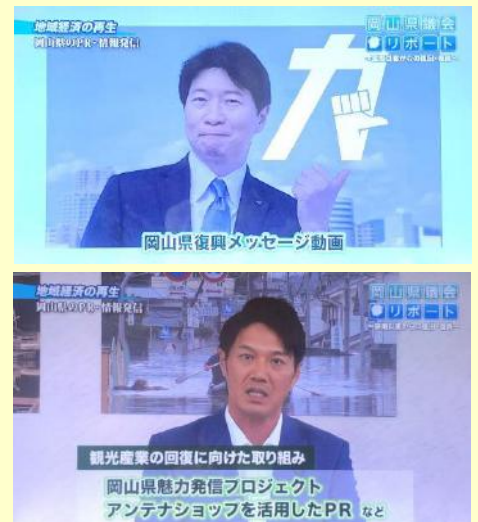 地域経済の再生
岡山県のPR・情報発信
岡山県議会
リポート
力
岡山県復興メッセージ動画
地域経済の再生
岡山県のPR・情報発信
岡山県議会
リポート
観光産業の回復に向けた取り組み
岡山県魅力発信プロジェクト
アンテナショップを活用したPR など